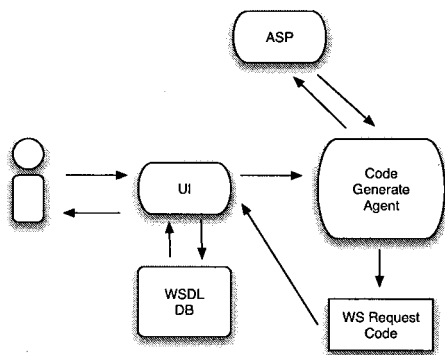 ASP
Code
Generate
Agent
UI
WSDL
DB
WS Request
Code